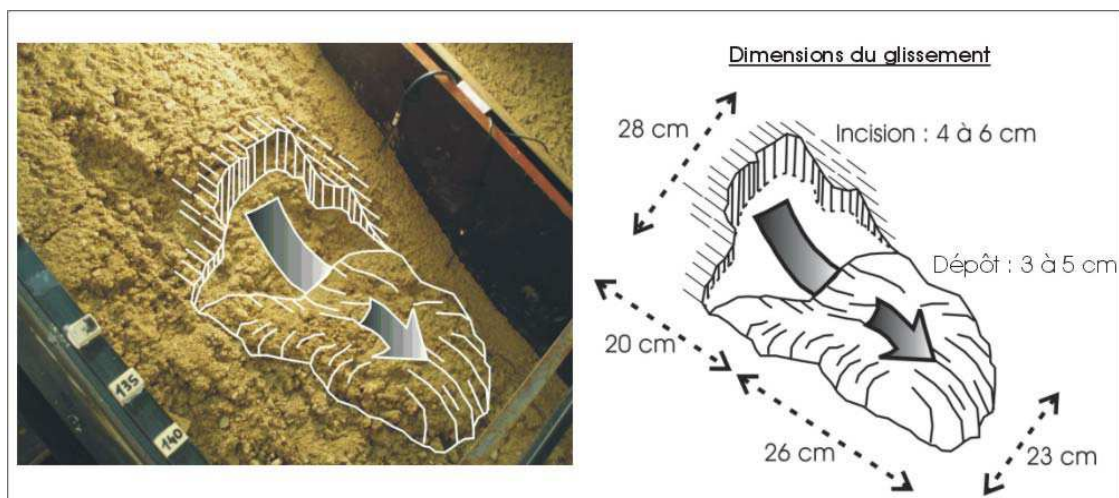 Dimensions du glissement
28 cm
Incision : 4 à 6 cm
Dépôt : 3 à 5 cm
20 cm
26 cm
23 cm
135
140